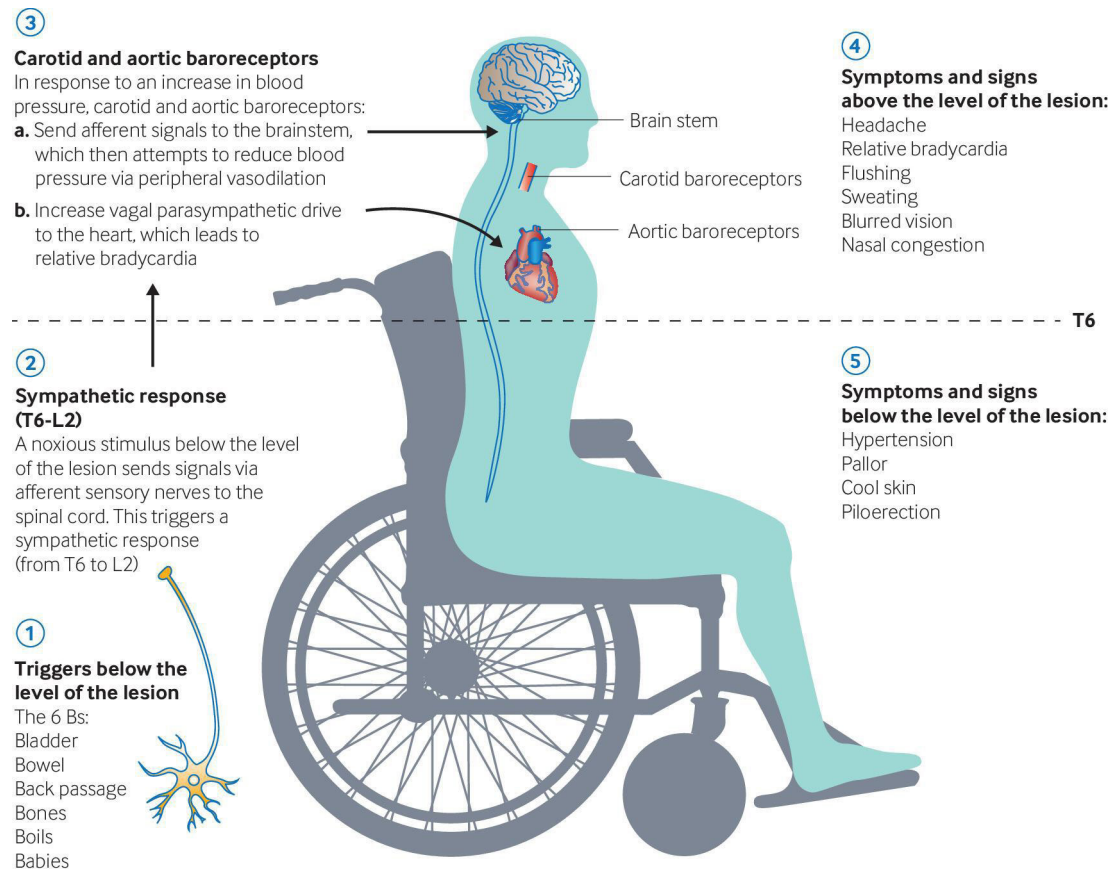 3
Carotid and aortic baroreceptors
In response to an increase in blood
pressure, carotid and aortic baroreceptors:
a. Send afferent signals to the brainstem,
which then attempts to reduce blood
pressure via peripheral vasodilation
b. Increase vagal parasympathetic drive
to the heart, which leads to
relative bradycardia
Brain stem
Carotid baroreceptors
Aortic baroreceptors
4
Symptoms and signs
above the level of the lesion:
Headache
Relative bradycardia
Flushing
Sweating
Blurred vision
Nasal congestion
T6
2
Sympathetic response
(T6-L2)
A noxious stimulus below the level
of the lesion sends signals via
afferent sensory nerves to the
spinal cord. This triggers a
sympathetic response
(from T6 to L2)
5
Symptoms and signs
below the level of the lesion:
Hypertension
Pallor
Cool skin
Piloerection
1
Triggers below the
level of the lesion
The 6 Bs:
Bladder
Bowel
Back passage
Bones
Boils
Babies